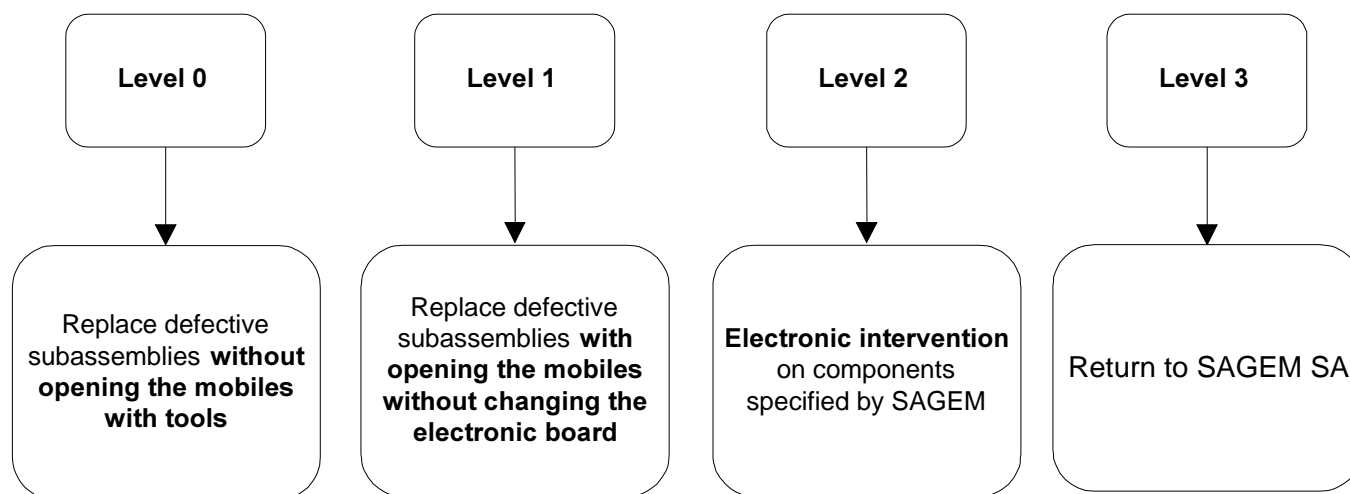 Level 0
Level 1
Level 2
Level 3
Replace defective
subassemblies without
opening the mobiles
with tools
Replace defective
subassemblies with
opening the mobiles
without changing the
electronic board
Electronic intervention
on components
specified by SAGEM
Return to SAGEM SA